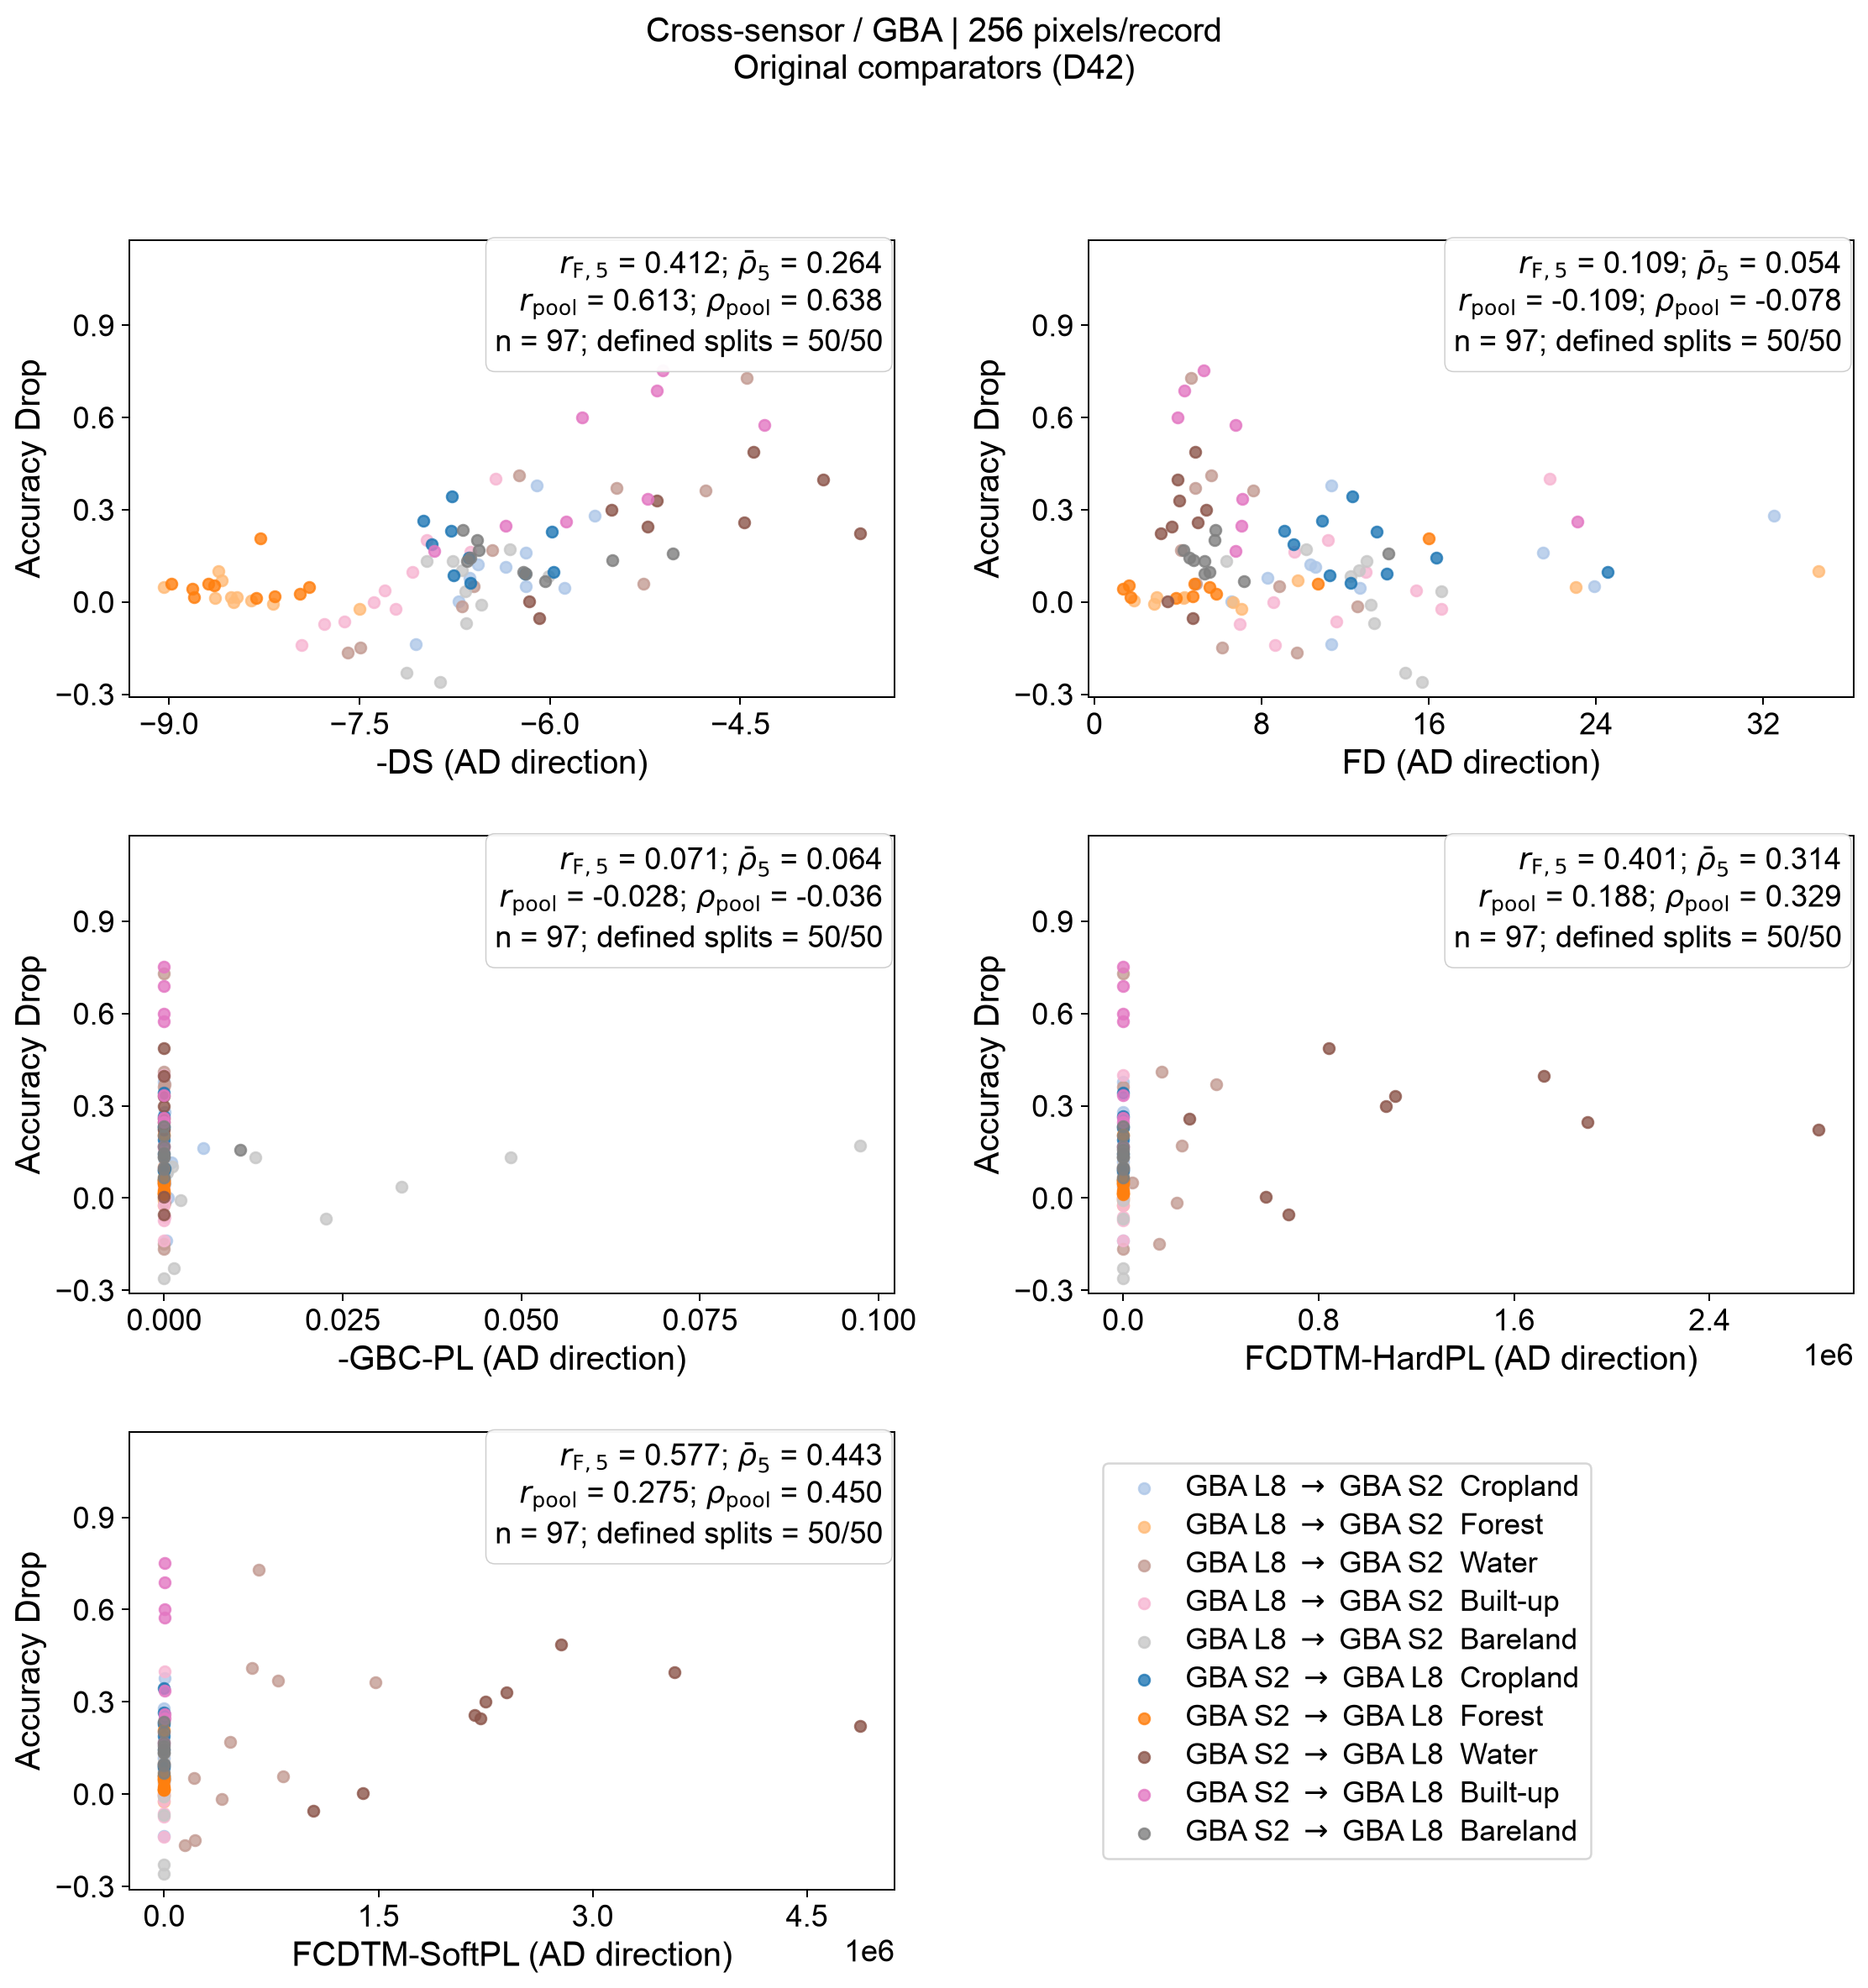 Cross-sensor / GBA | 256 pixels/record
Original comparators (D42)
r_F,5 = 0.412; ρ̄_5 = 0.264
r_pool = 0.613; ρ_pool = 0.638
n = 97; defined splits = 50/50
Accuracy Drop
0.9
0.6
0.3
0.0
−0.3
−9.0 −7.5 −6.0 −4.5
-DS (AD direction)
r_F,5 = 0.109; ρ̄_5 = 0.054
r_pool = -0.109; ρ_pool = -0.078
n = 97; defined splits = 50/50
Accuracy Drop
0.9
0.6
0.3
0.0
−0.3
0 8 16 24 32
FD (AD direction)
r_F,5 = 0.071; ρ̄_5 = 0.064
r_pool = -0.028; ρ_pool = -0.036
n = 97; defined splits = 50/50
Accuracy Drop
0.9
0.6
0.3
0.0
−0.3
0.000 0.025 0.050 0.075 0.100
-GBC-PL (AD direction)
r_F,5 = 0.401; ρ̄_5 = 0.314
r_pool = 0.188; ρ_pool = 0.329
n = 97; defined splits = 50/50
Accuracy Drop
0.9
0.6
0.3
0.0
−0.3
0.0 0.8 1.6 2.4
1e6
FCDTM-HardPL (AD direction)
r_F,5 = 0.577; ρ̄_5 = 0.443
r_pool = 0.275; ρ_pool = 0.450
n = 97; defined splits = 50/50
Accuracy Drop
0.9
0.6
0.3
0.0
−0.3
0.0 1.5 3.0 4.5
1e6
FCDTM-SoftPL (AD direction)
GBA L8 → GBA S2 Cropland
GBA L8 → GBA S2 Forest
GBA L8 → GBA S2 Water
GBA L8 → GBA S2 Built-up
GBA L8 → GBA S2 Bareland
GBA S2 → GBA L8 Cropland
GBA S2 → GBA L8 Forest
GBA S2 → GBA L8 Water
GBA S2 → GBA L8 Built-up
GBA S2 → GBA L8 Bareland